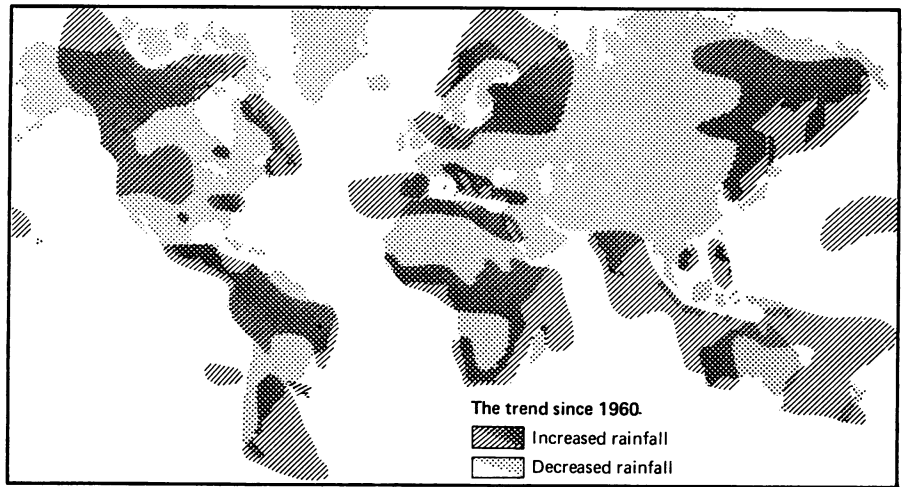 The trend since 1960.
Increased rainfall
Decreased rainfall